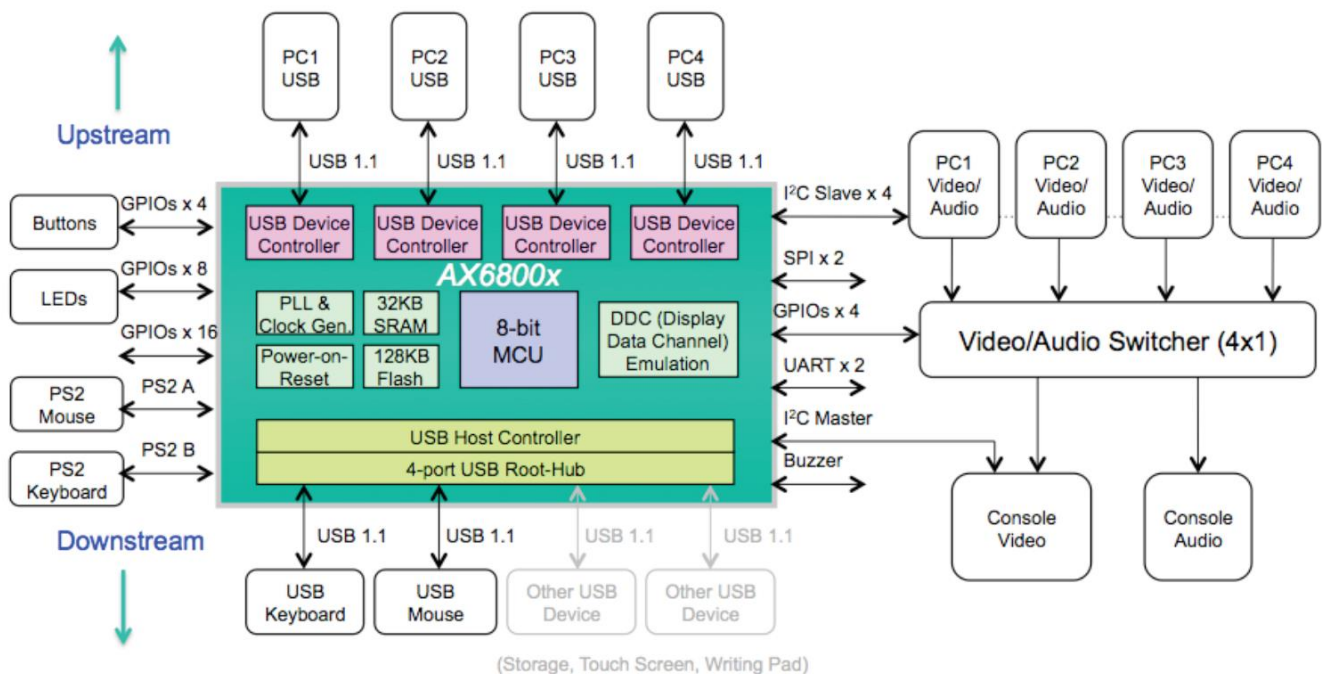 PC1
USB
PC2
USB
PC3
USB
PC4
USB
Upstream
USB 1.1
USB 1.1
USB 1.1
USB 1.1
PC1
Video/
Audio
PC2
Video/
Audio
PC3
Video/
Audio
PC4
Video/
Audio
Buttons
GPIOs x 4
LEDs
GPIOs x 8
GPIOs x 16
PS2
Mouse
PS2 A
PS2
Keyboard
PS2 B
USB Device
Controller
USB Device
Controller
USB Device
Controller
USB Device
Controller
AX6800x
PLL &
Clock Gen.
32KB
SRAM
Power-on-
Reset
128KB
Flash
8-bit
MCU
DDC (Display
Data Channel)
Emulation
USB Host Controller
4-port USB Root-Hub
I²C Slave x 4
SPI x 2
GPIOs x 4
UART x 2
I²C Master
Buzzer
Video/Audio Switcher (4x1)
Console
Video
Console
Audio
Downstream
USB 1.1
USB 1.1
USB 1.1
USB 1.1
USB
Keyboard
USB
Mouse
Other USB
Device
Other USB
Device
(Storage, Touch Screen, Writing Pad)